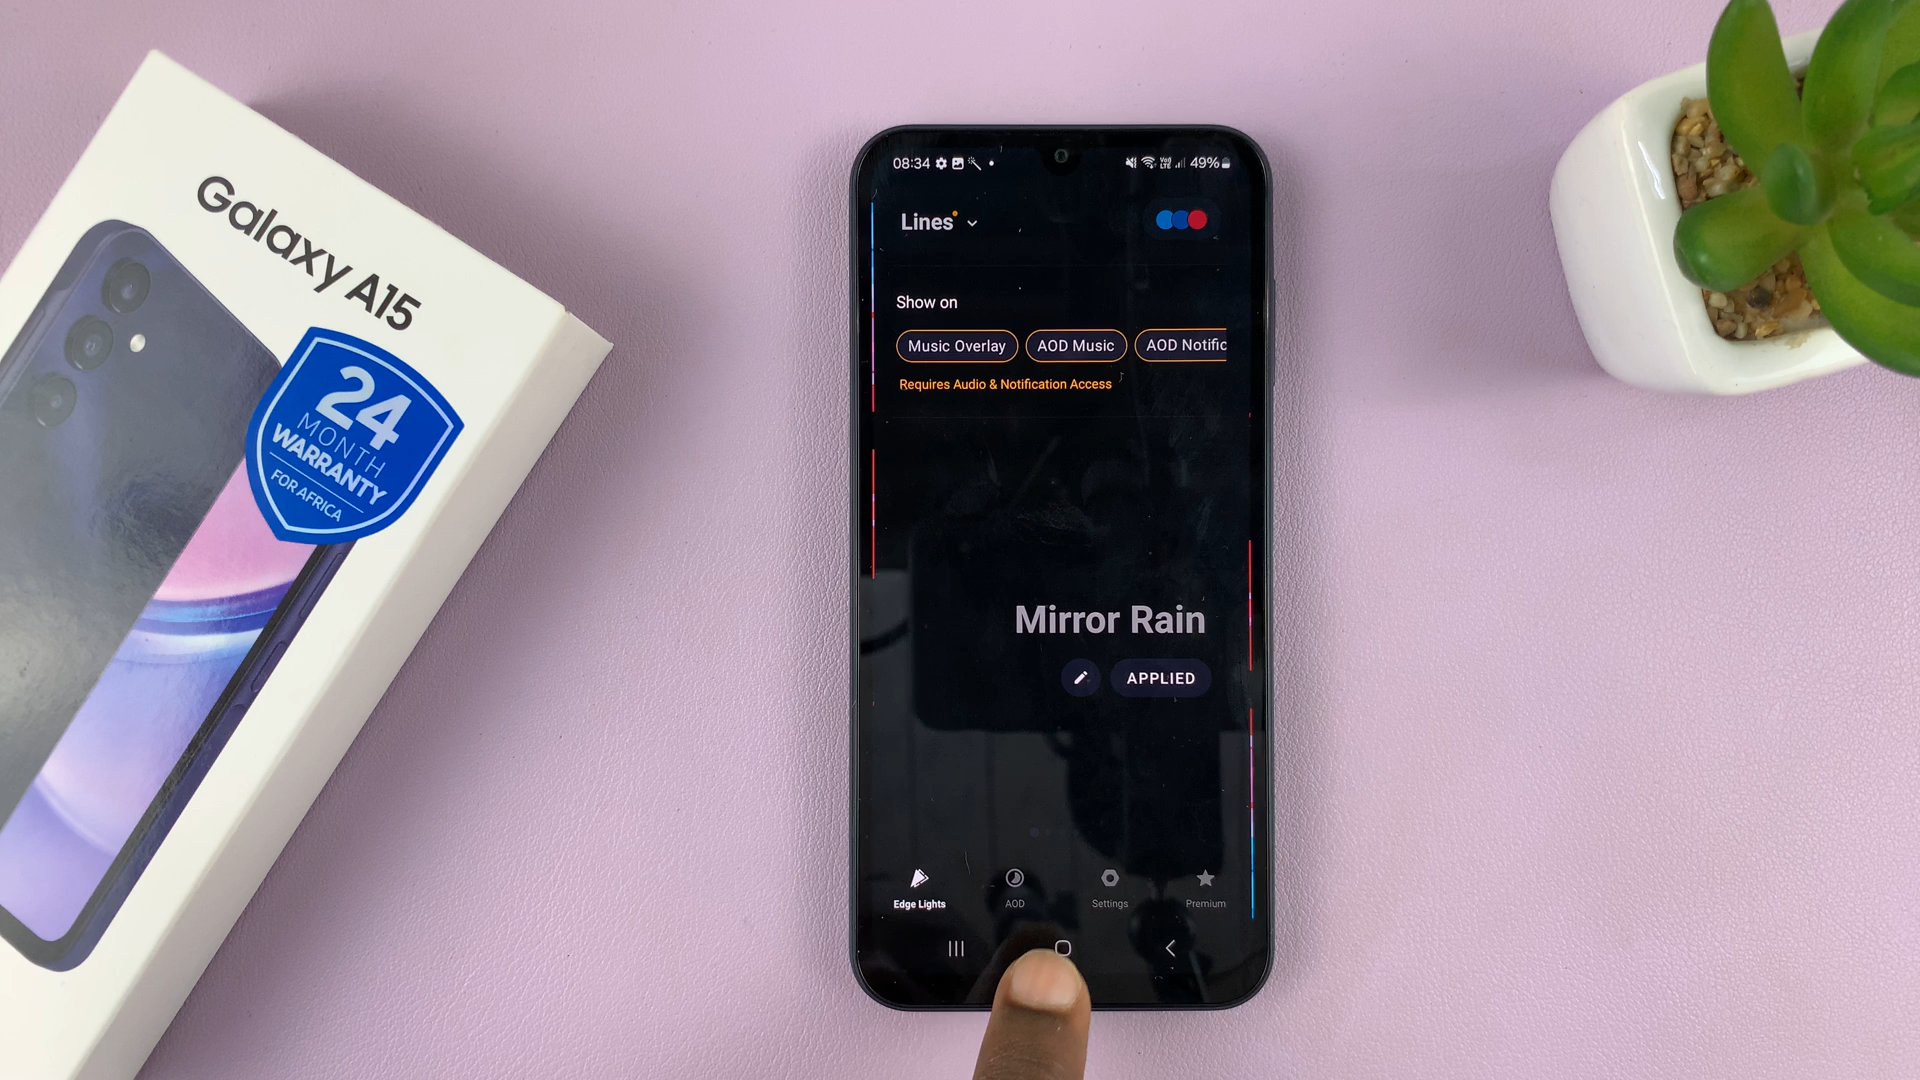 Galaxy A15
24
MONTH
WARRANTY
FOR AFRICA
08:34
49%
Lines
Show on
Music Overlay
AOD Music
AOD Notific
Requires Audio & Notification Access
Mirror Rain
APPLIED
Edge Lights
AOD
Settings
Premium